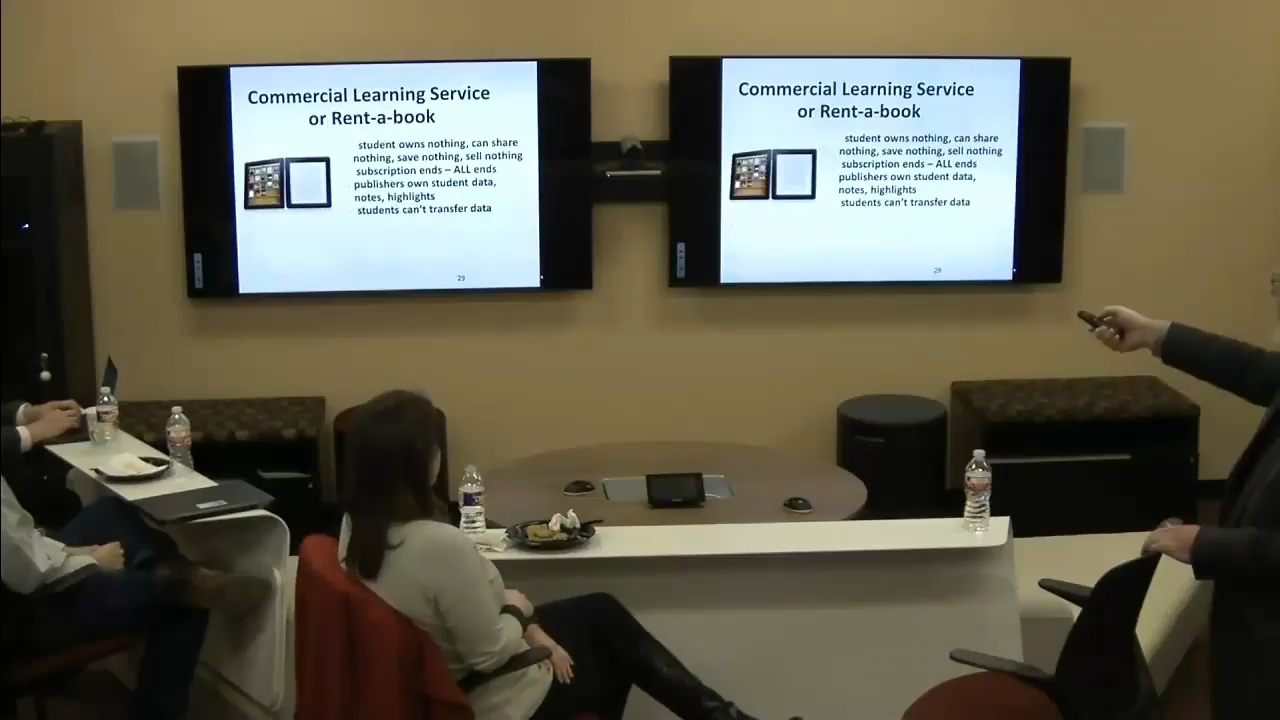 Commercial Learning Service
or Rent-a-book
student owns nothing, can share
nothing, save nothing, sell nothing
subscription ends – ALL ends
publishers own student data,
notes, highlights
students can't transfer data
29
Commercial Learning Service
or Rent-a-book
student owns nothing, can share
nothing, save nothing, sell nothing
subscription ends – ALL ends
publishers own student data,
notes, highlights
students can't transfer data
29